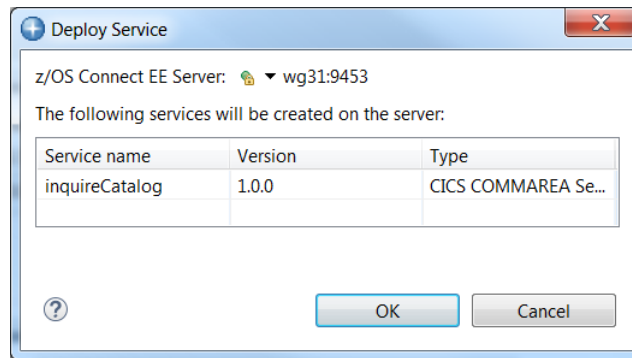 Deploy Service
z/OS Connect EE Server: wg31:9453
The following services will be created on the server:
Service name Version Type
inquireCatalog 1.0.0 CICS COMMAREA Se...
? OK Cancel